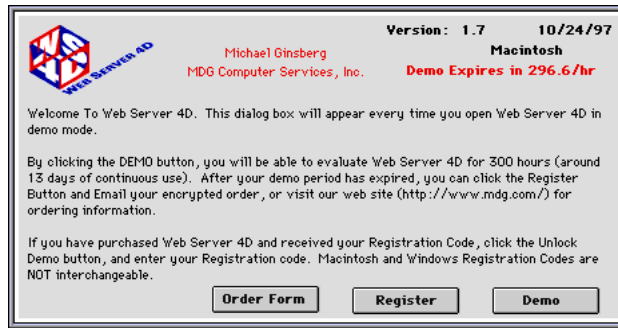 WS
4D
WEB SERVER 4D
Version: 1.7 10/24/97
Michael Ginsberg Macintosh
MDG Computer Services, Inc. Demo Expires in 296.6/hr
Welcome To Web Server 4D. This dialog box will appear every time you open Web Server 4D in
demo mode.
By clicking the DEMO button, you will be able to evaluate Web Server 4D for 300 hours (around
13 days of continuous use). After your demo period has expired, you can click the Register
Button and Email your encrypted order, or visit our web site (http://www.mdg.com/) for
ordering information.
If you have purchased Web Server 4D and received your Registration Code, click the Unlock
Demo button, and enter your Registration code. Macintosh and Windows Registration Codes are
NOT interchangeable.
Order Form Register Demo